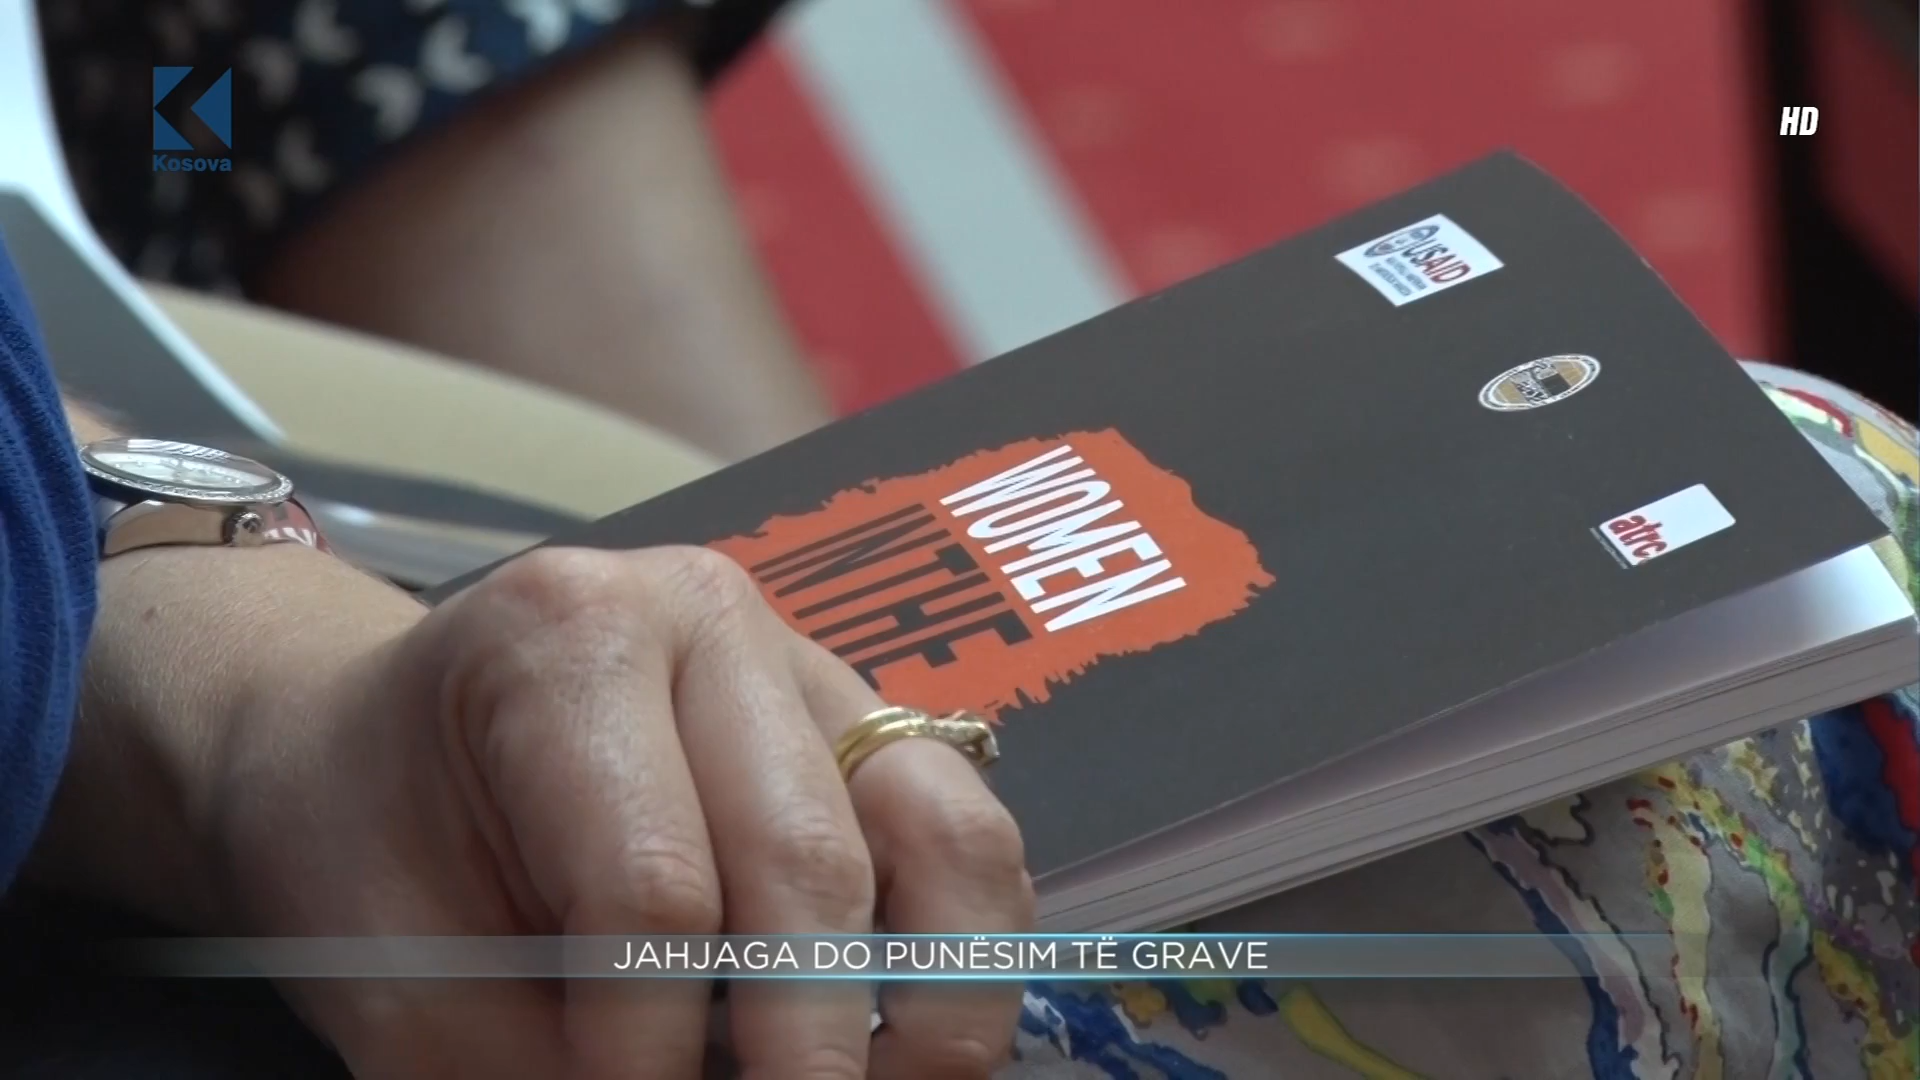 Kosova
HD
USAID
atrc
WOMEN
IN THE
JAHJAGA DO PUNËSIM TË GRAVE